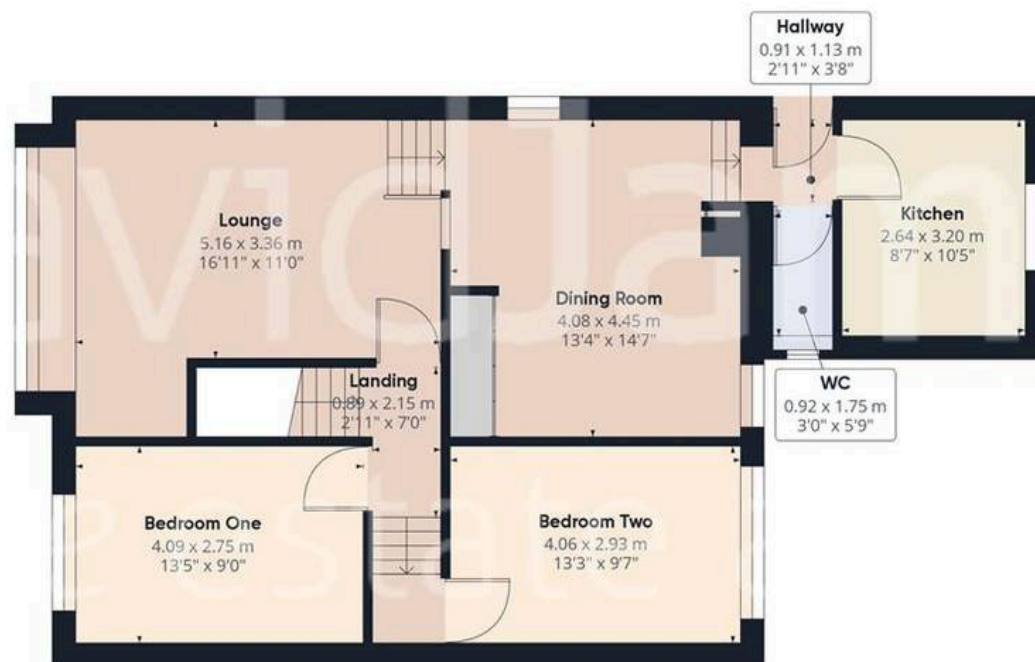 Hallway
0.91 x 1.13 m
2'11" x 3'8"
Lounge
5.16 x 3.36 m
16'11" x 11'0"
Kitchen
2.64 x 3.20 m
8'7" x 10'5"
Dining Room
4.08 x 4.45 m
13'4" x 14'7"
Landing
0.89 x 2.15 m
2'11" x 7'0"
WC
0.92 x 1.75 m
3'0" x 5'9"
Bedroom One
4.09 x 2.75 m
13'5" x 9'0"
Bedroom Two
4.06 x 2.93 m
13'3" x 9'7"
avidJam
e estate